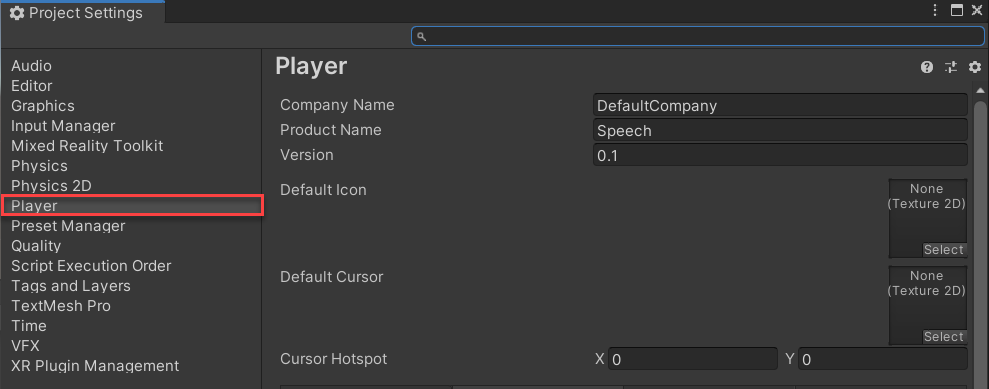 Project Settings
Audio
Editor
Graphics
Input Manager
Mixed Reality Toolkit
Physics
Physics 2D
Player
Preset Manager
Quality
Script Execution Order
Tags and Layers
TextMesh Pro
Time
VFX
XR Plugin Management
Player
Company Name DefaultCompany
Product Name Speech
Version 0.1
Default Icon None
(Texture 2D)
Select
Default Cursor None
(Texture 2D)
Select
Cursor Hotspot X 0 Y 0